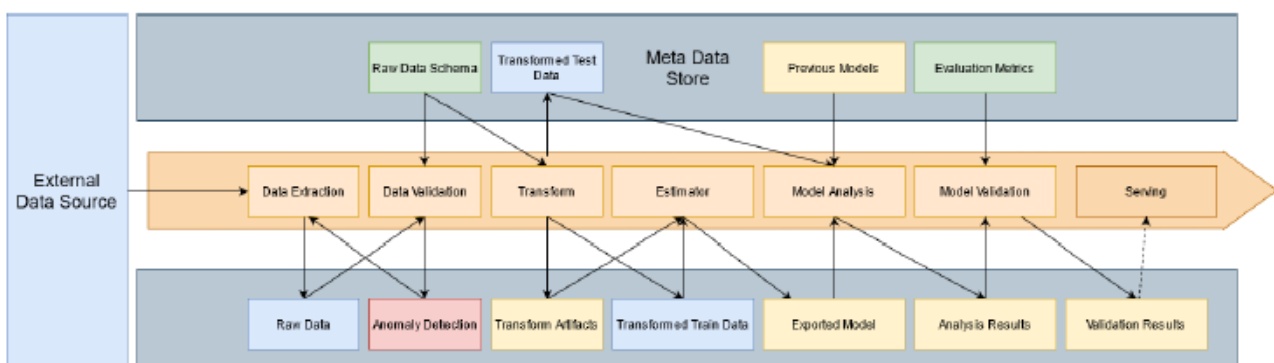 Raw Data Schema
Transformed Test
Data
Meta Data
Store
Previous Models
Evaluation Metrics
External
Data Source
Data Extraction
Data Validation
Transform
Estimator
Model Analysis
Model Validation
Serving
Raw Data
Anomaly Detection
Transform Artifacts
Transformed Train Data
Exported Model
Analysis Results
Validation Results